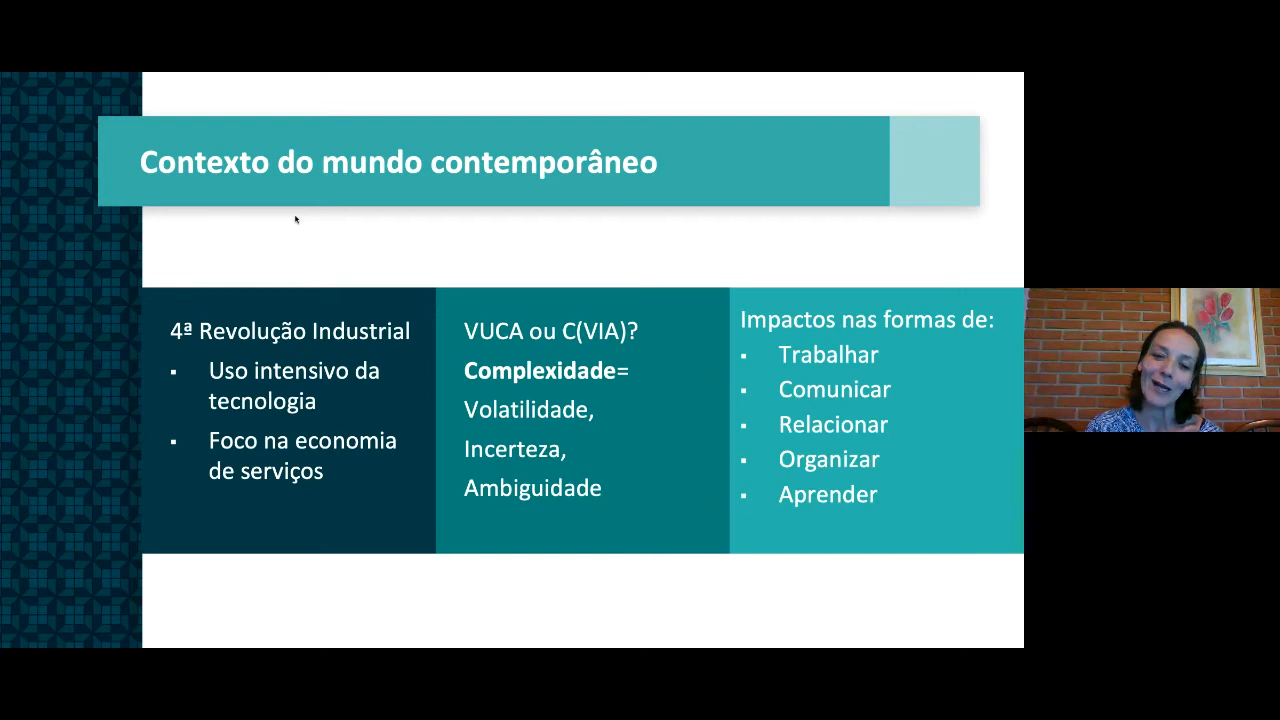 Contexto do mundo contemporâneo
4ª Revolução Industrial
▪ Uso intensivo da
tecnologia
▪ Foco na economia
de serviços
VUCA ou C(VIA)?
Complexidade=
Volatilidade,
Incerteza,
Ambiguidade
Impactos nas formas de:
▪ Trabalhar
▪ Comunicar
▪ Relacionar
▪ Organizar
▪ Aprender